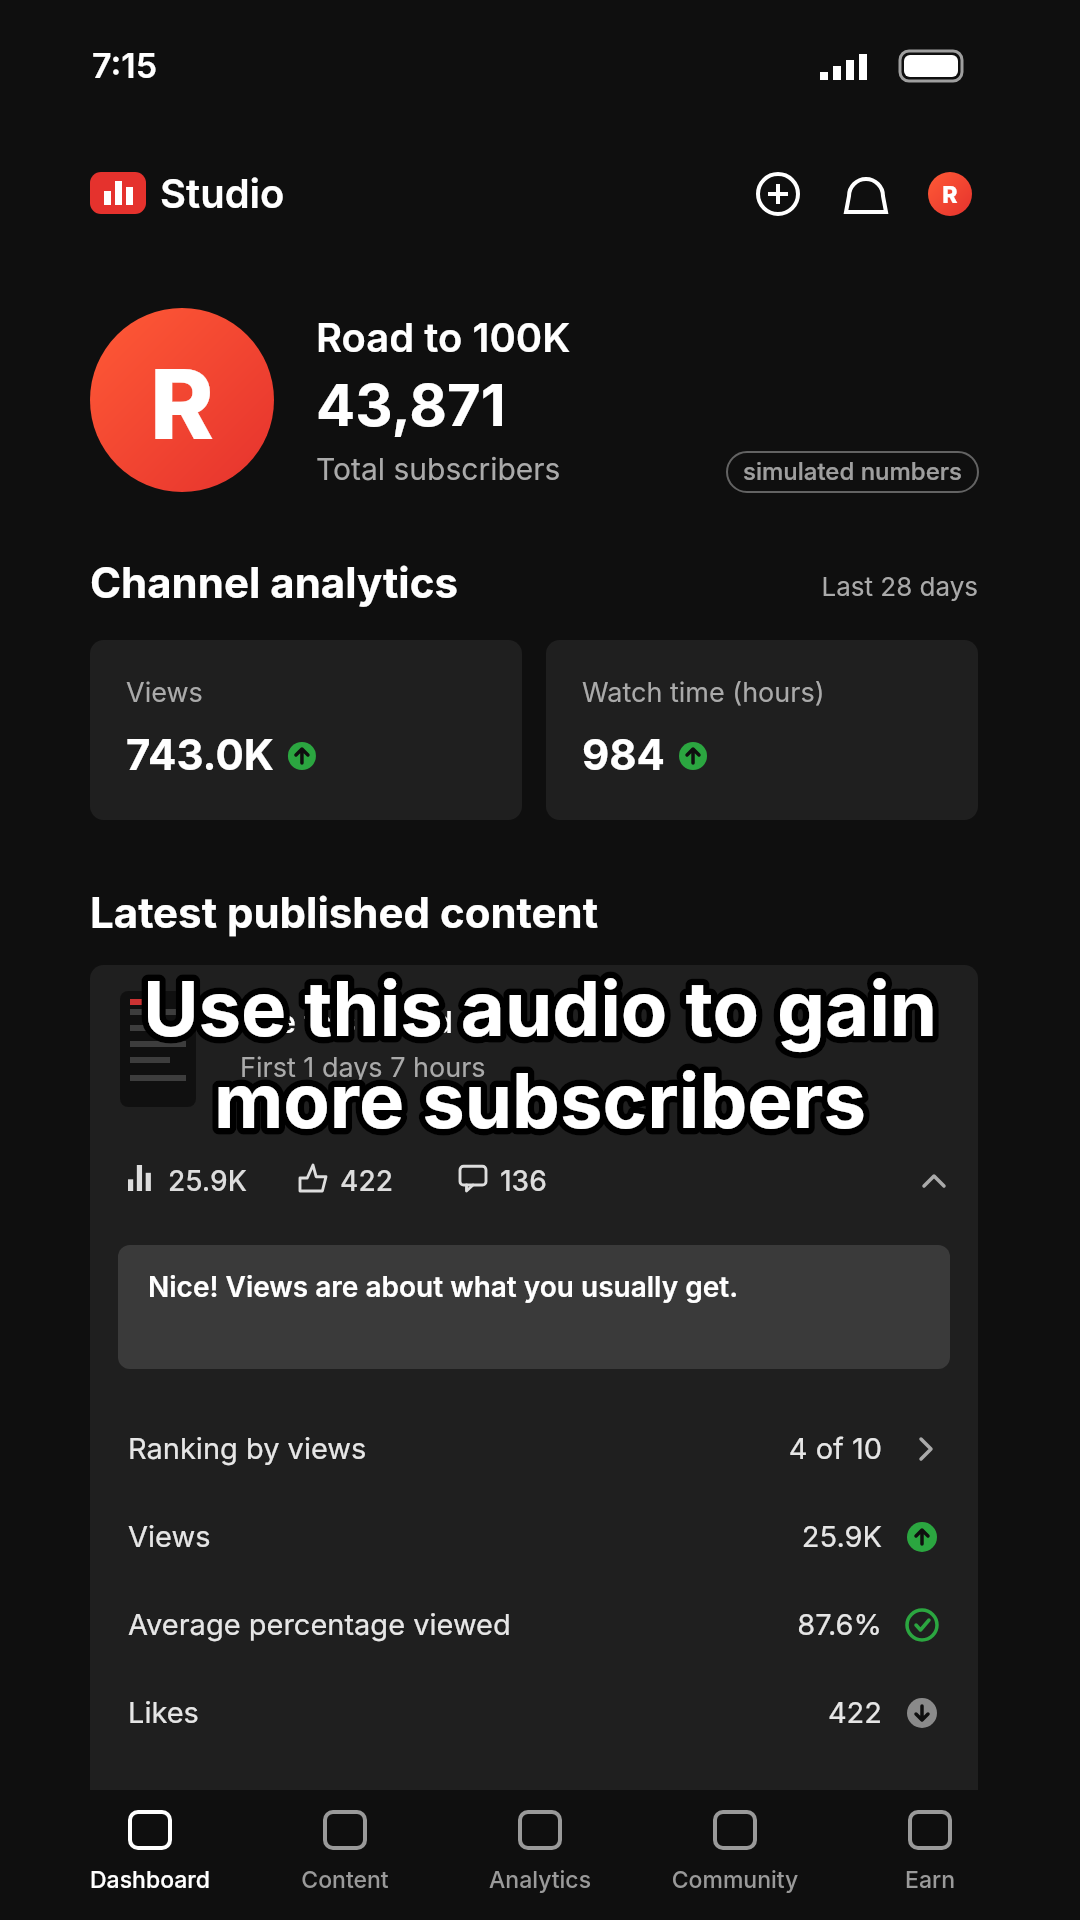 7:15
Studio
R
R
Road to 100K
43,871
Total subscribers
simulated numbers
Channel analytics
Last 28 days
Views
743.0K
Watch time (hours)
984
Latest published content
Use this audio to gain
First 1 days 7 hours
more subscribers
25.9K
422
136
Nice! Views are about what you usually get.
Ranking by views
4 of 10
Views
25.9K
Average percentage viewed
87.6%
Likes
422
Dashboard
Content
Analytics
Community
Earn